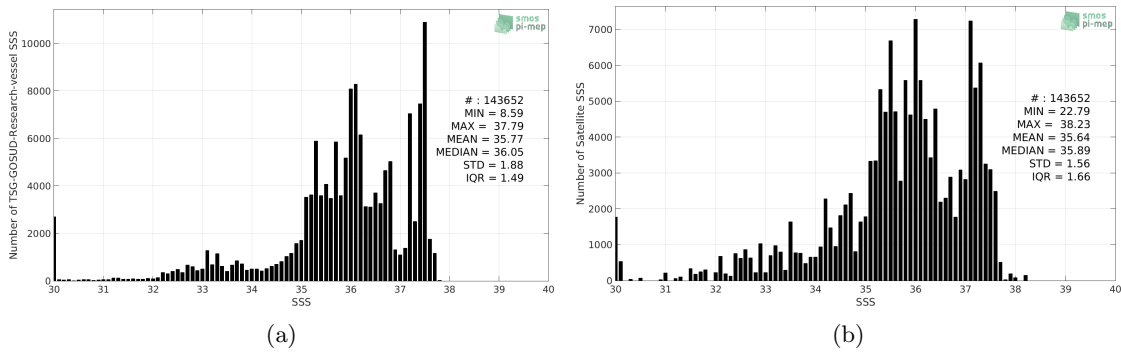 smos
pi-mep
Number of TSG-GOSUD-Research-vessel SSS
10000
8000
6000
4000
2000
0
# : 143652
MIN = 8.59
MAX = 37.79
MEAN = 35.77
MEDIAN = 36.05
STD = 1.88
IQR = 1.49
30 31 32 33 34 35 36 37 38 39 40
SSS
(a)
smos
pi-mep
Number of Satellite SSS
7000
6000
5000
4000
3000
2000
1000
0
# : 143652
MIN = 22.79
MAX = 38.23
MEAN = 35.64
MEDIAN = 35.89
STD = 1.56
IQR = 1.66
30 31 32 33 34 35 36 37 38 39 40
SSS
(b)